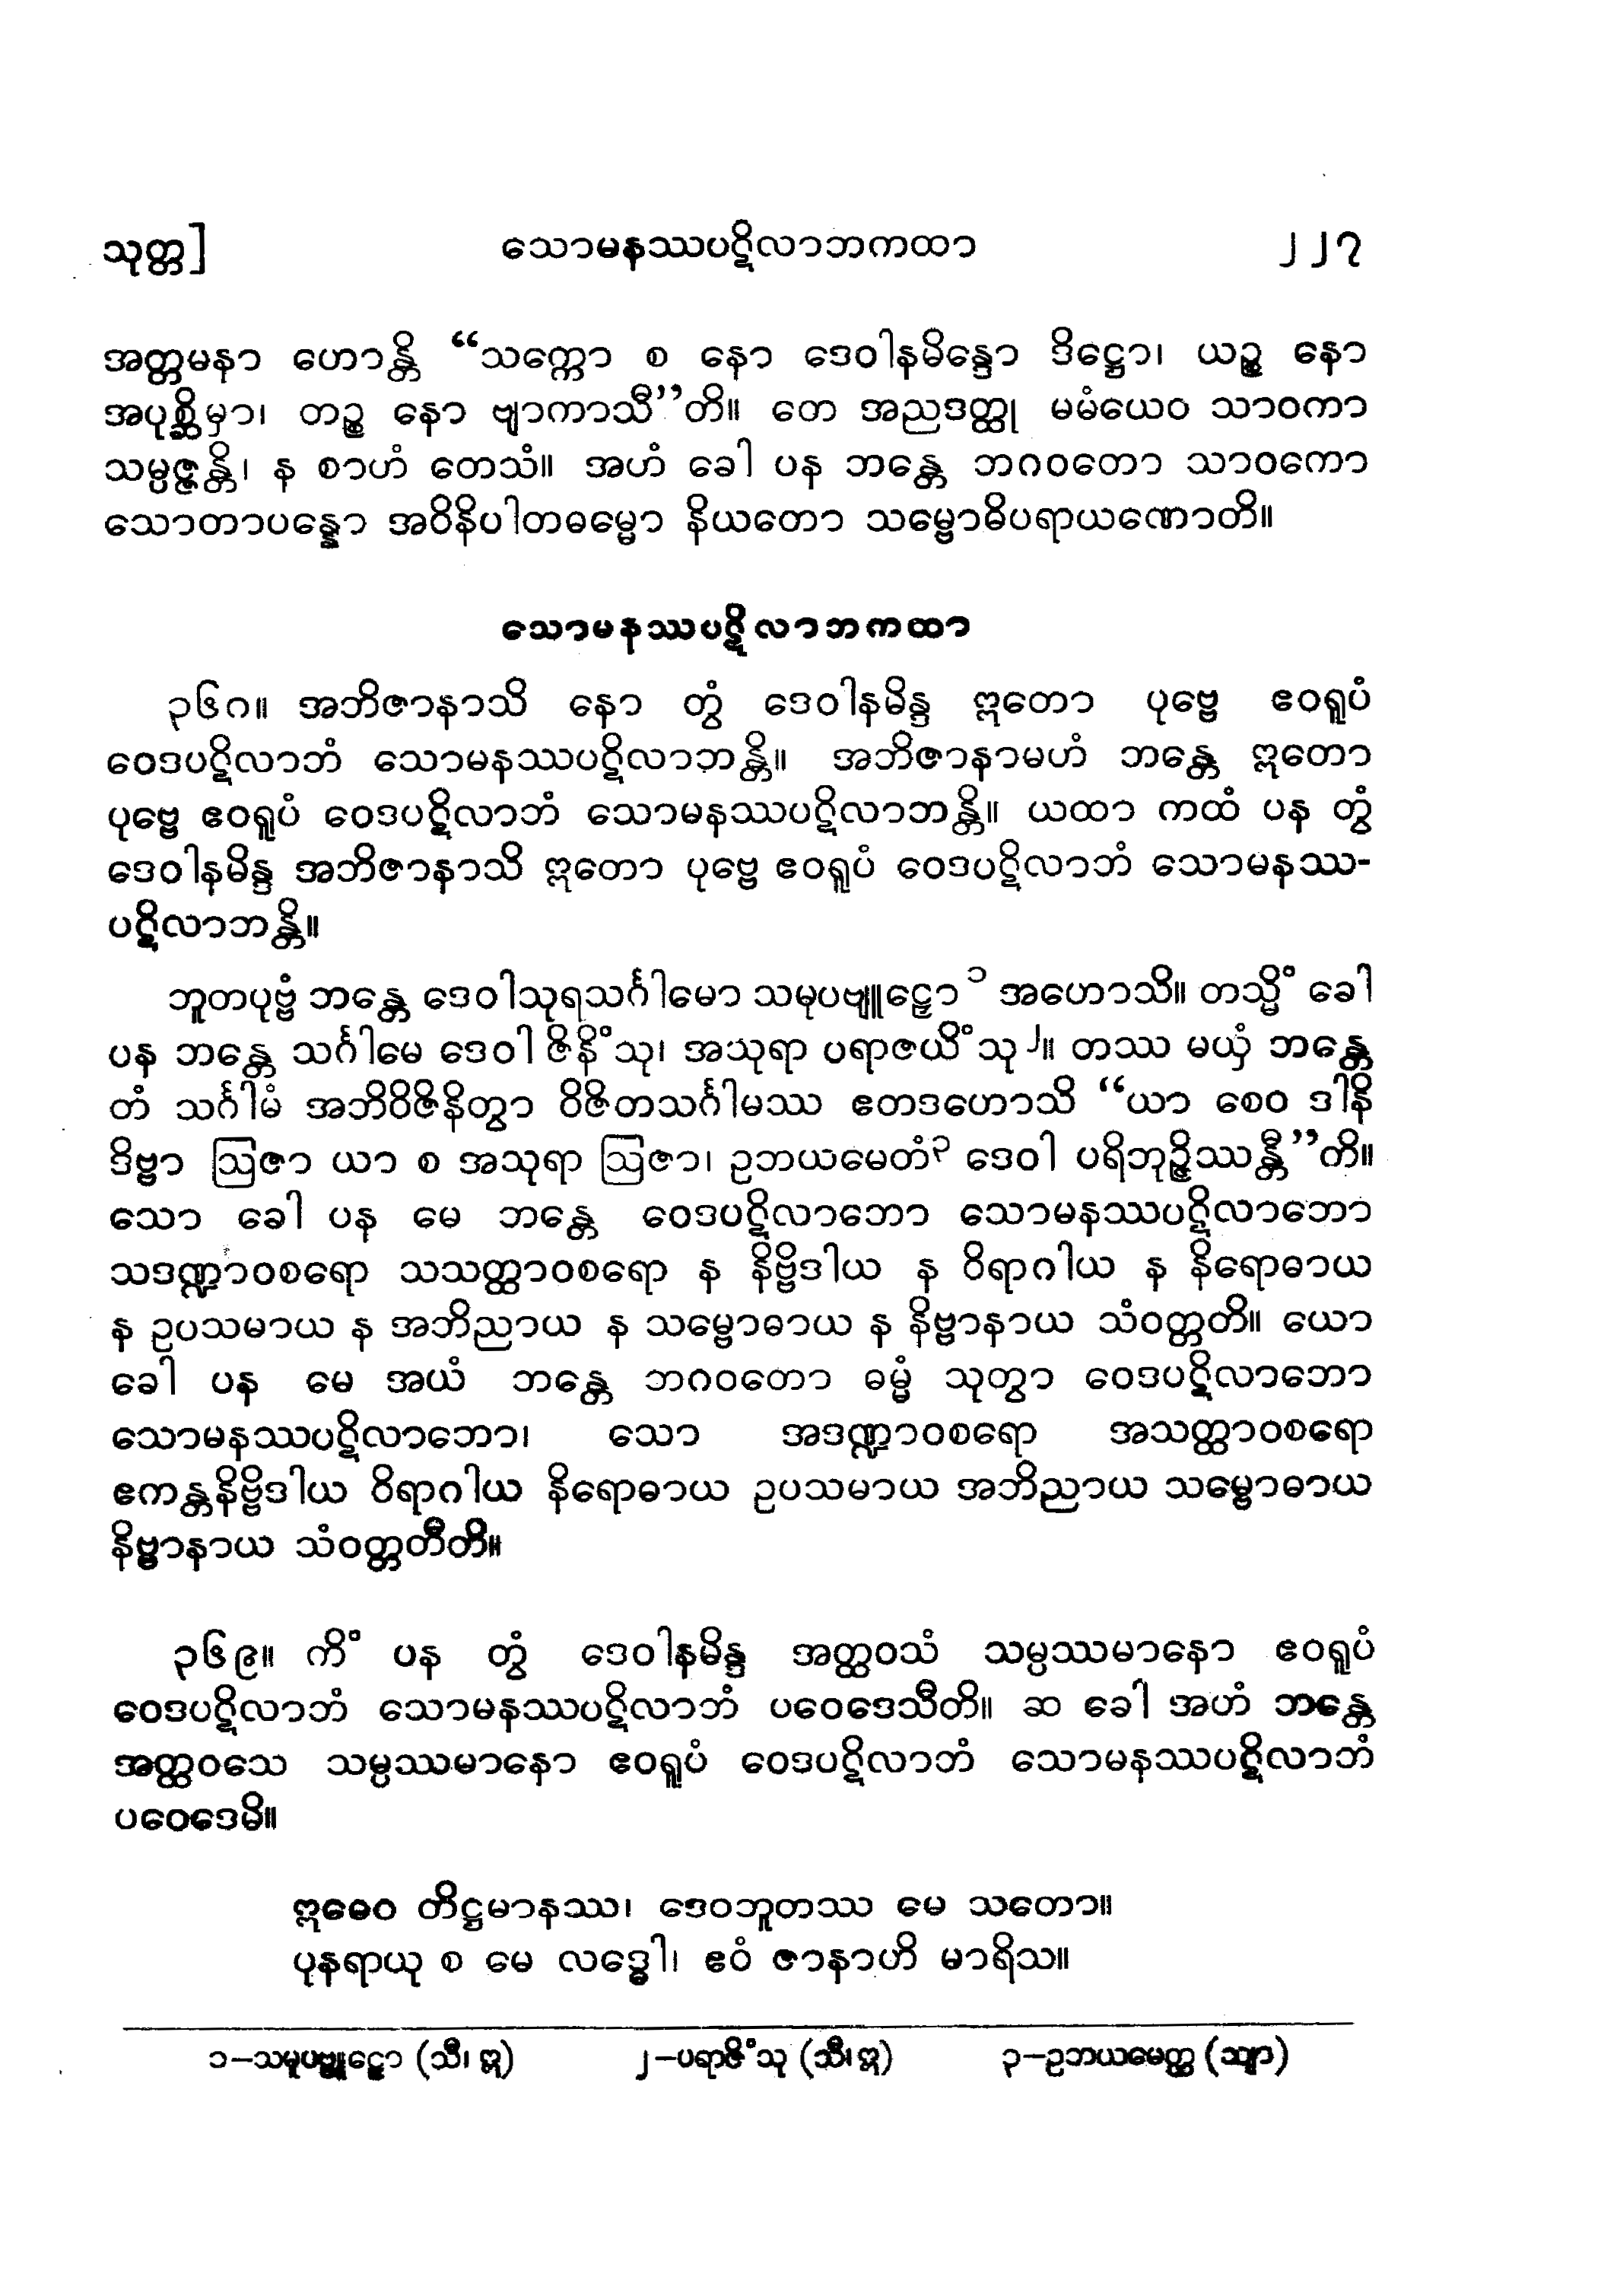 သုတ္တ] သောမနဿပဋိလာဘကထာ ၂၂၇
အတ္တမနာ ဟောန္တိ “သက္ကော စ နော ဒေဝါနမိန္ဒော ဒိဋ္ဌော၊ ယဉ္စ နော
အပုစ္ဆိမှာ၊ တဉ္စ နော ဗျာကာသီ”တိ။ တေ အညဒတ္ထု မမံယေဝ သာဝကာ
သမ္ပဇ္ဇန္တိ၊ န စာဟံ တေသံ။ အဟံ ခေါ ပန ဘန္တေ ဘဂဝတော သာဝကော
သောတာပန္နော အဝိနိပါတဓမ္မော နိယတော သမ္ဗောဓိပရာယဏောတိ။
သောမနဿပဋိလာဘကထာ
၃၆၈။ အဘိဇာနာသိ နော တွံ ဒေဝါနမိန္ဒ ဣတော ပုဗ္ဗေ ဧဝရူပံ
ဝေဒပဋိလာဘံ သောမနဿပဋိလာဘန္တိ။ အဘိဇာနာမဟံ ဘန္တေ ဣတော
ပုဗ္ဗေ ဧဝရူပံ ဝေဒပဋိလာဘံ သောမနဿပဋိလာဘန္တိ။ ယထာ ကထံ ပန တွံ
ဒေဝါနမိန္ဒ အဘိဇာနာသိ ဣတော ပုဗ္ဗေ ဧဝရူပံ ဝေဒပဋိလာဘံ သောမနဿ-
ပဋိလာဘန္တိ။
ဘူတပုဗ္ဗံ ဘန္တေ ဒေဝါသုရသင်္ဂါမော သမုပဗျူဠှော၁ အဟောသိ။ တသ္မိံ ခေါ
ပန ဘန္တေ သင်္ဂါမေ ဒေဝါ ဇိနိံသု၊ အသုရာ ပရာဇယိံသု၂။ တဿ မယှံ ဘန္တေ
တံ သင်္ဂါမံ အဘိဝိဇိနိတွာ ဝိဇိတသင်္ဂါမဿ ဧတဒဟောသိ “ယာ စေဝ ဒါနိ
ဒိဗ္ဗာ ဩဇာ ယာ စ အသုရာ ဩဇာ၊ ဥဘယမေတံ၃ ဒေဝါ ပရိဘုဉ္ဇိဿန္တီ”ကိ။
သော ခေါ ပန မေ ဘန္တေ ဝေဒပဋိလာဘော သောမနဿပဋိလာဘော
သဒဏ္ဍာဝစရော သသတ္ထာဝစရော န နိဗ္ဗိဒါယ န ဝိရာဂါယ န နိရောဓာယ
န ဥပသမာယ န အဘိညာယ န သမ္ဗောဓာယ န နိဗ္ဗာနာယ သံဝတ္တတိ။ ယော
ခေါ ပန မေ အယံ ဘန္တေ ဘဂဝတော ဓမ္မံ သုတွာ ဝေဒပဋိလာဘော
သောမနဿပဋိလာဘော၊ သော အဒဏ္ဍာဝစရော အသတ္ထာဝစရော
ဧကန္တနိဗ္ဗိဒါယ ဝိရာဂါယ နိရောဓာယ ဥပသမာယ အဘိညာယ သမ္ဗောဓာယ
နိဗ္ဗာနာယ သံဝတ္တတီတိ။
၃၆၉။ ကိံ ပန တွံ ဒေဝါနမိန္ဒ အတ္ထဝသံ သမ္ပဿမာနော ဧဝရူပံ
ဝေဒပဋိလာဘံ သောမနဿပဋိလာဘံ ပဝေဒေသီတိ။ ဆ ခေါ အဟံ ဘန္တေ
အတ္ထဝသေ သမ္ပဿမာနော ဧဝရူပံ ဝေဒပဋိလာဘံ သောမနဿပဋိလာဘံ
ပဝေဒေမိ။
ဣဓေဝ တိဋ္ဌမာနဿ၊ ဒေဝဘူတဿ မေ သတော။
ပုနရာယု စ မေ လဒ္ဓေါ၊ ဧဝံ ဇာနာဟိ မာရိသ။
၁–သမူပဗ္ဗူဠှော (သီ၊ ဣ) ၂–ပရာဇိံသု (သီ၊ ဣ) ၃–ဥဘယမေတ္ထ (သျာ)